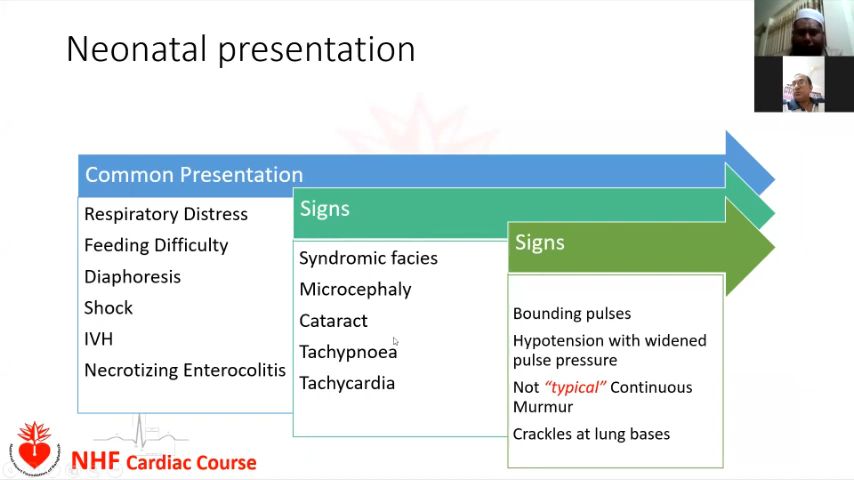 Neonatal presentation
Common Presentation
Respiratory Distress
Feeding Difficulty
Diaphoresis
Shock
IVH
Necrotizing Enterocolitis
Signs
Syndromic facies
Microcephaly
Cataract
Tachypnoea
Tachycardia
Signs
Bounding pulses
Hypotension with widened
pulse pressure
Not “typical” Continuous
Murmur
Crackles at lung bases
NHF Cardiac Course